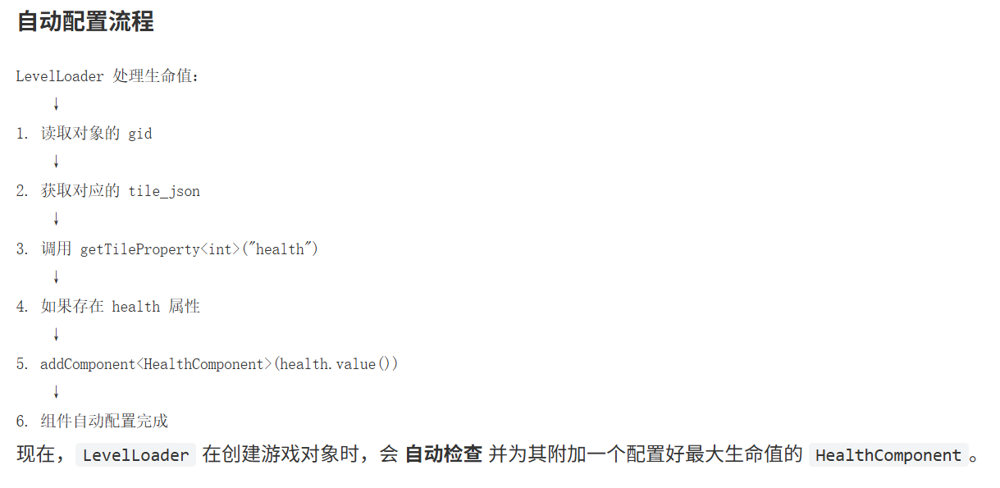 自动配置流程
LevelLoader 处理生命值:
↓
1. 读取对象的 gid
↓
2. 获取对应的 tile_json
↓
3. 调用 getTileProperty<int>("health")
↓
4. 如果存在 health 属性
↓
5. addComponent<HealthComponent>(health.value())
↓
6. 组件自动配置完成
现在，LevelLoader 在创建游戏对象时，会 自动检查 并为其附加一个配置好最大生命值的 HealthComponent 。